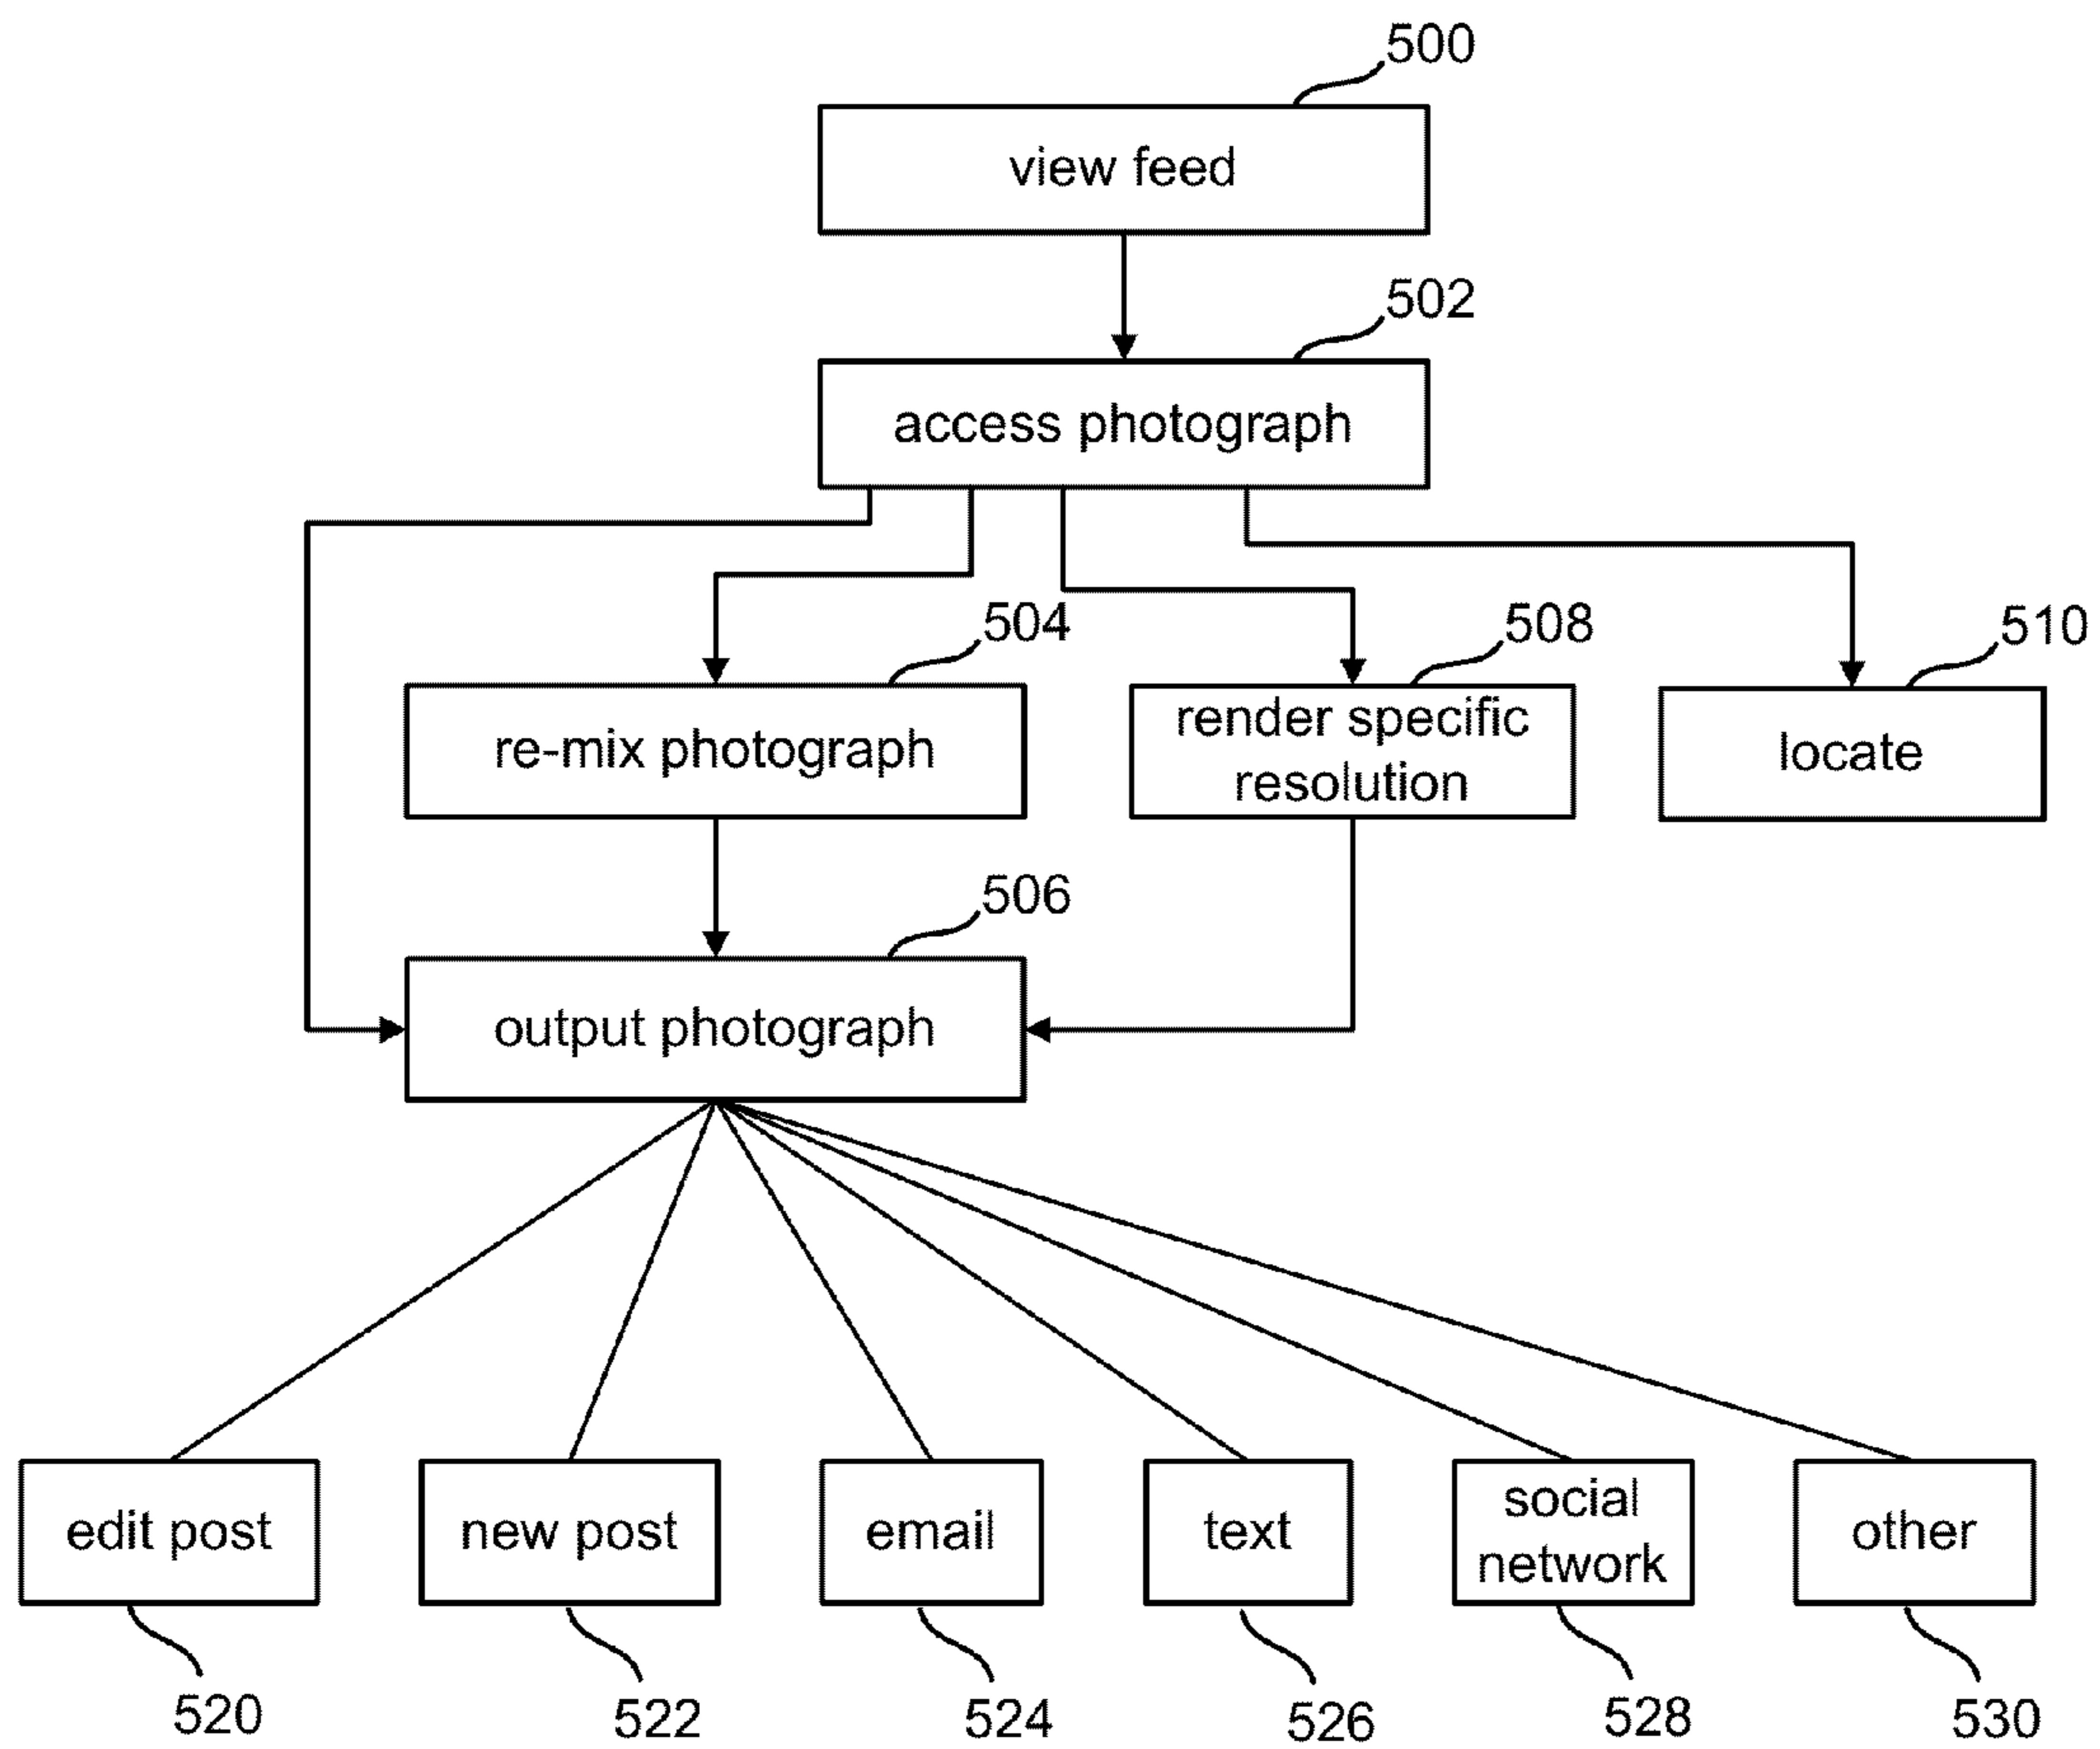 500
view feed
502
access photograph
504
508
510
re-mix photograph
render specific
resolution
locate
506
output photograph
edit post
new post
email
text
social
network
other
520
522
524
526
528
530